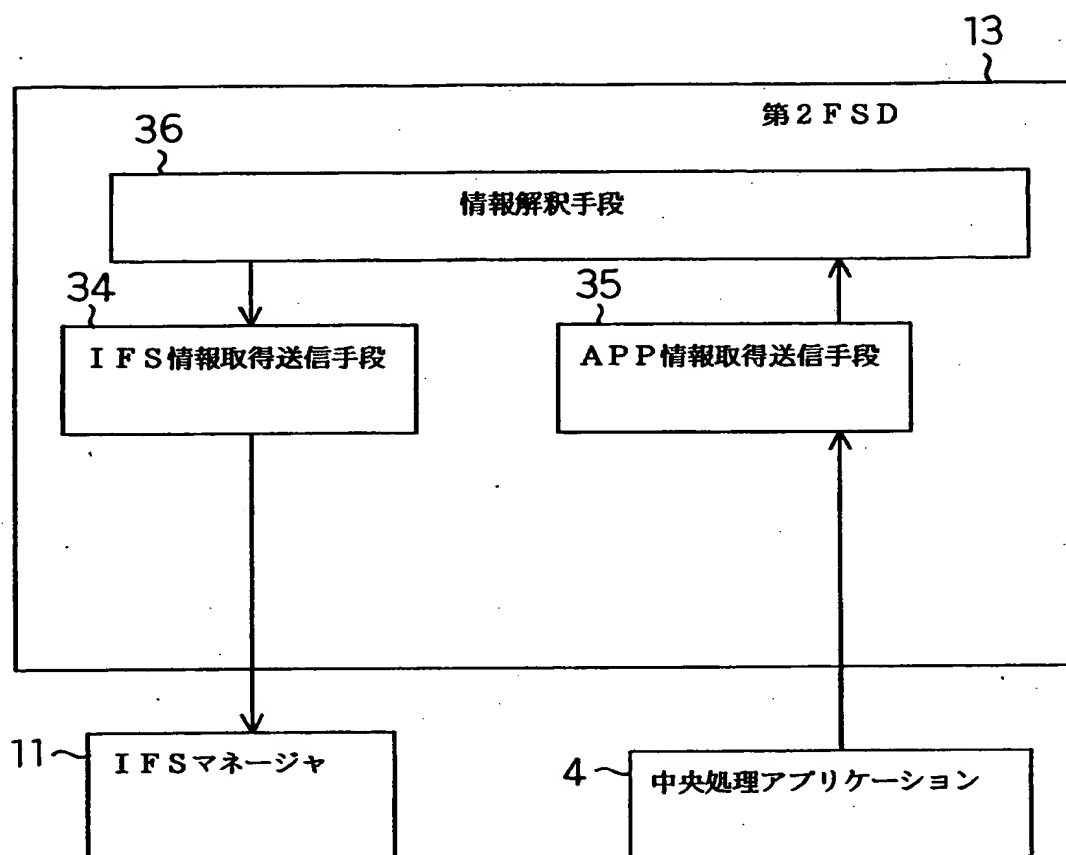 13
第2FSD
36
情報解釈手段
34
35
IFS情報取得送信手段
APP情報取得送信手段
11
IFSマネージャ
4
中央処理アプリケーション